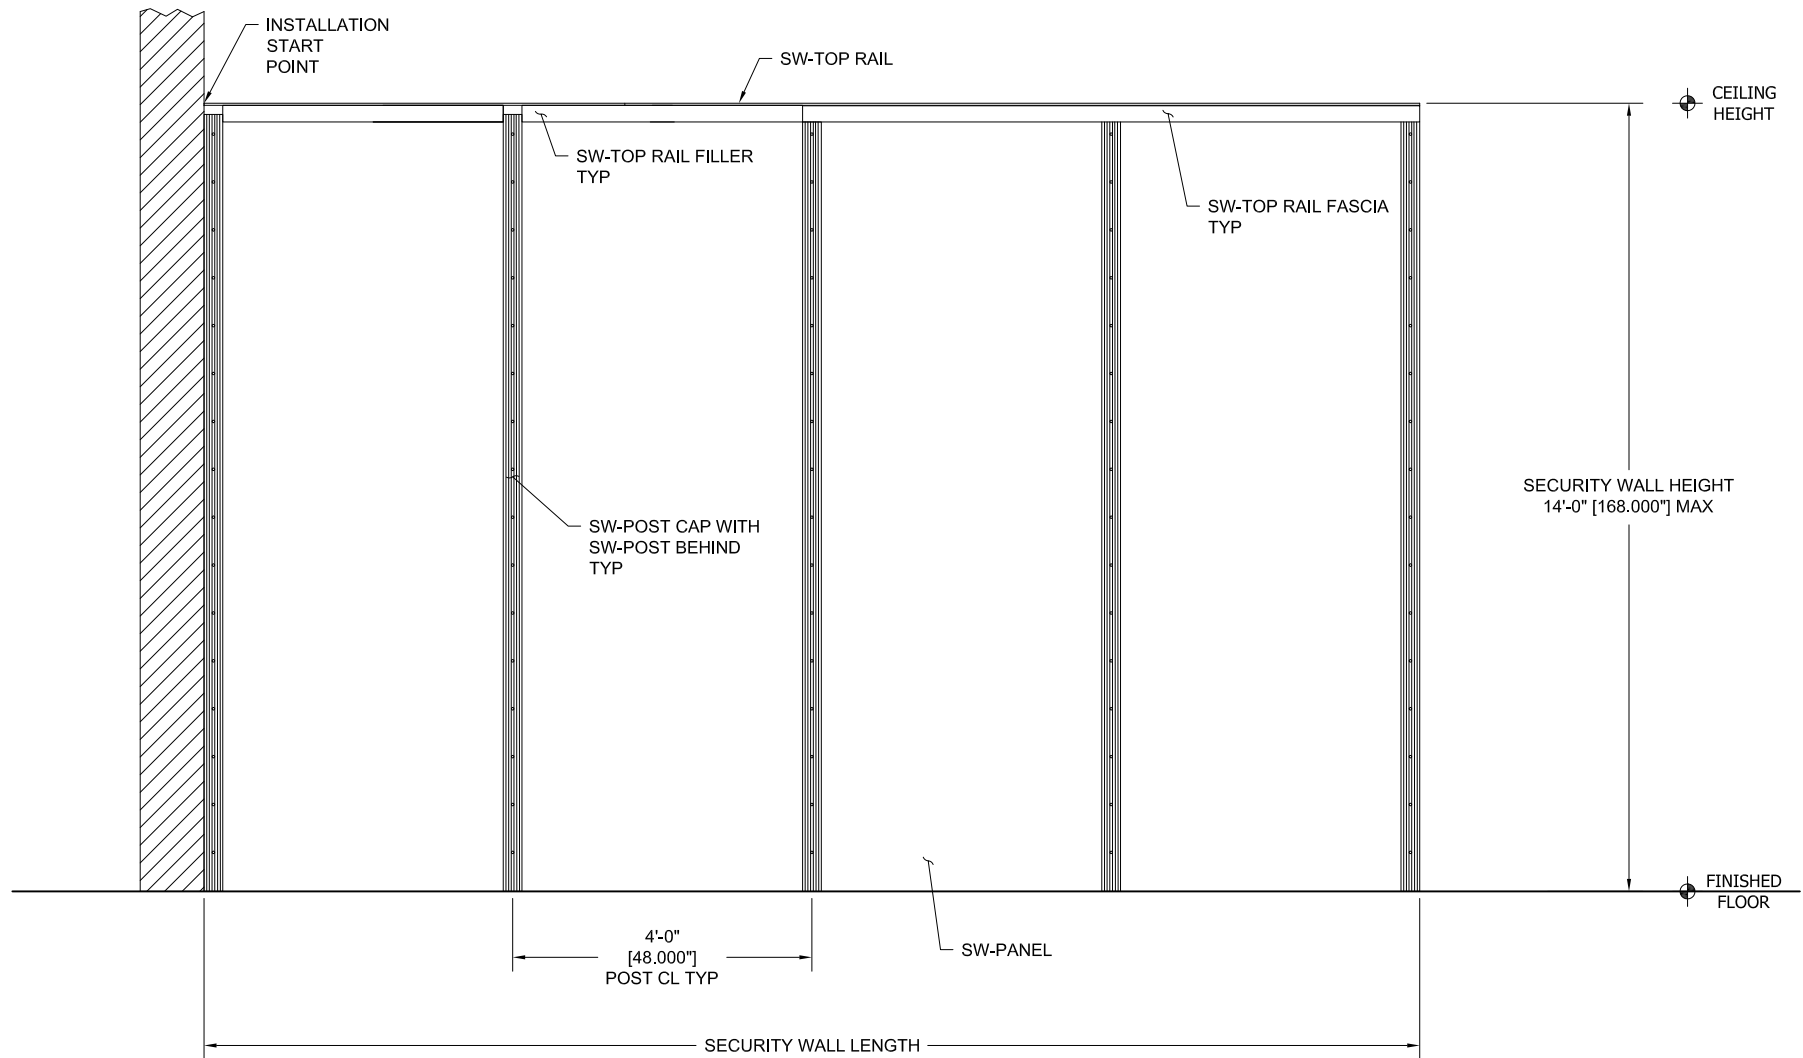 INSTALLATION
START
POINT
SW-TOP RAIL
CEILING
HEIGHT
SW-TOP RAIL FILLER
TYP
SW-TOP RAIL FASCIA
TYP
SECURITY WALL HEIGHT
14'-0" [168.000"] MAX
SW-POST CAP WITH
SW-POST BEHIND
TYP
FINISHED
FLOOR
4'-0"
[48.000"]
POST CL TYP
SW-PANEL
SECURITY WALL LENGTH